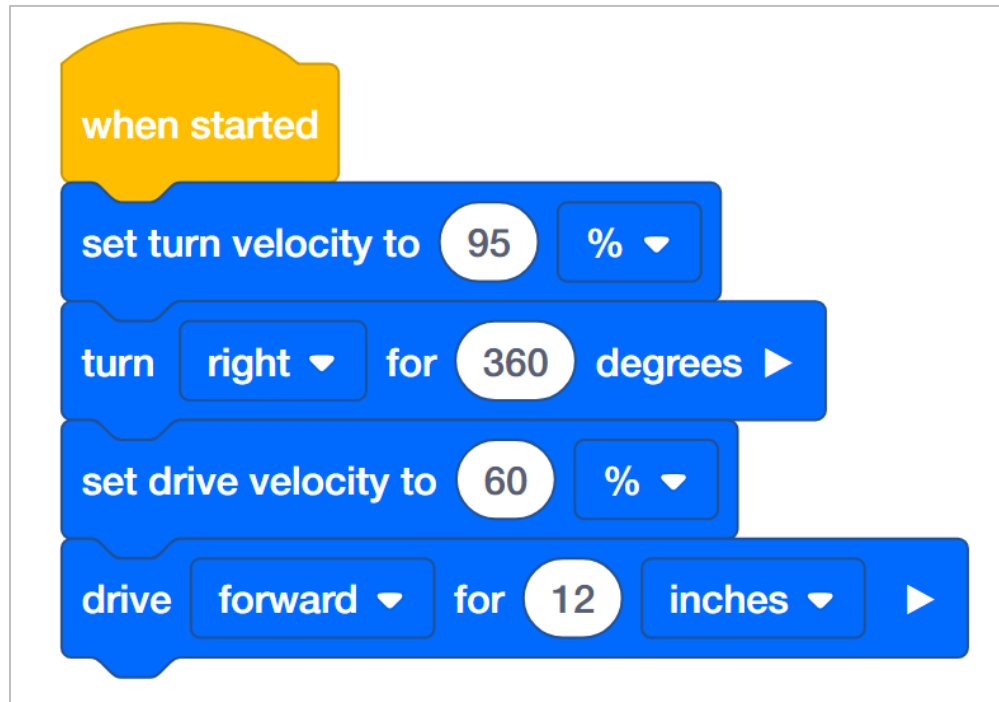 when started
set turn velocity to 95 %
turn right for 360 degrees
set drive velocity to 60 %
drive forward for 12 inches